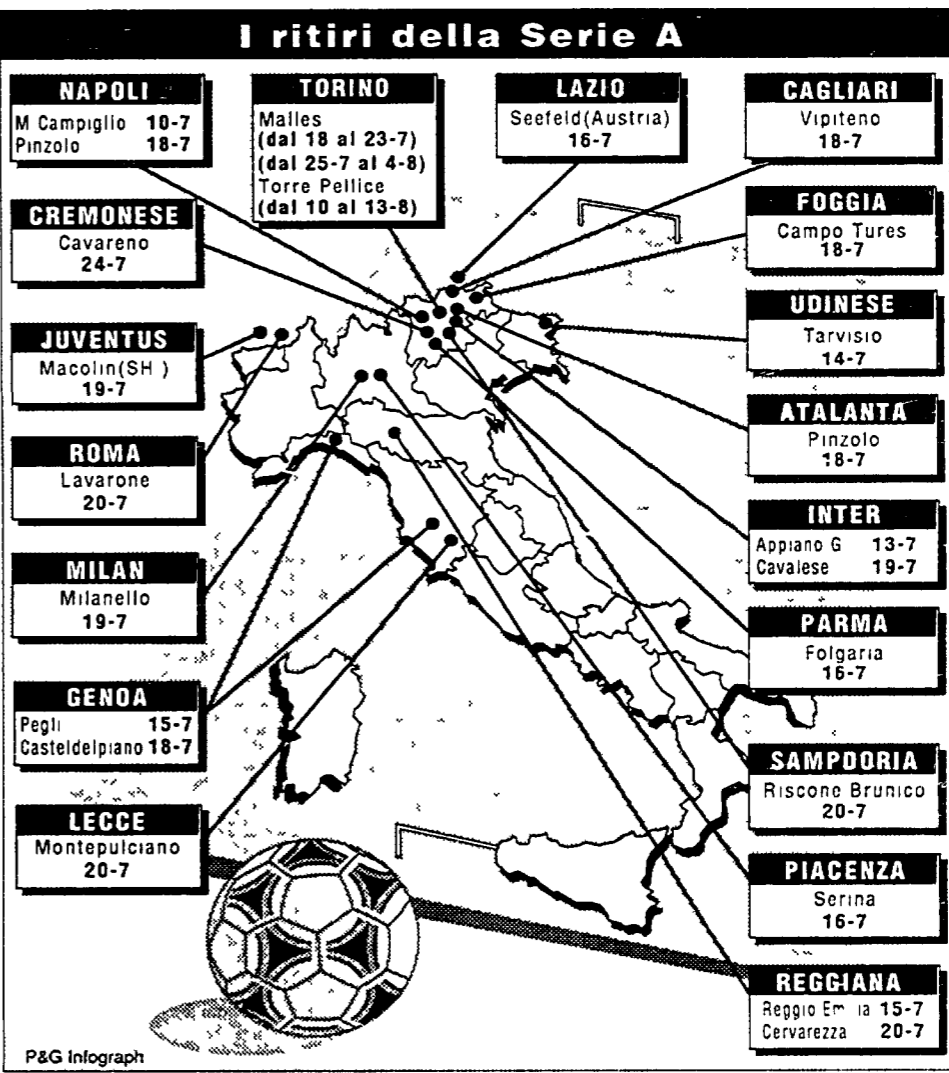 I ritiri della Serie A
NAPOLI
M Campiglio 10-7
Pinzolo 18-7
TORINO
Malles
(dal 18 al 23-7)
(dal 25-7 al 4-8)
Torre Pellice
(dal 10 al 13-8)
LAZIO
Seefeld(Austria)
16-7
CAGLIARI
Vipiteno
18-7
CREMONESE
Cavareno
24-7
FOGGIA
Campo Tures
18-7
JUVENTUS
Macolin(SH )
19-7
UDINESE
Tarvisio
14-7
ROMA
Lavarone
20-7
ATALANTA
Pinzolo
18-7
MILAN
Milanello
19-7
INTER
Appiano G 13-7
Cavalese 19-7
GENOA
Pegli 15-7
Casteldelpiano 18-7
PARMA
Folgaria
16-7
LECCE
Montepulciano
20-7
SAMPDORIA
Riscone Brunico
20-7
PIACENZA
Serina
16-7
REGGIANA
Reggio 15-7
Cervarezza 20-7
P&G Infograph